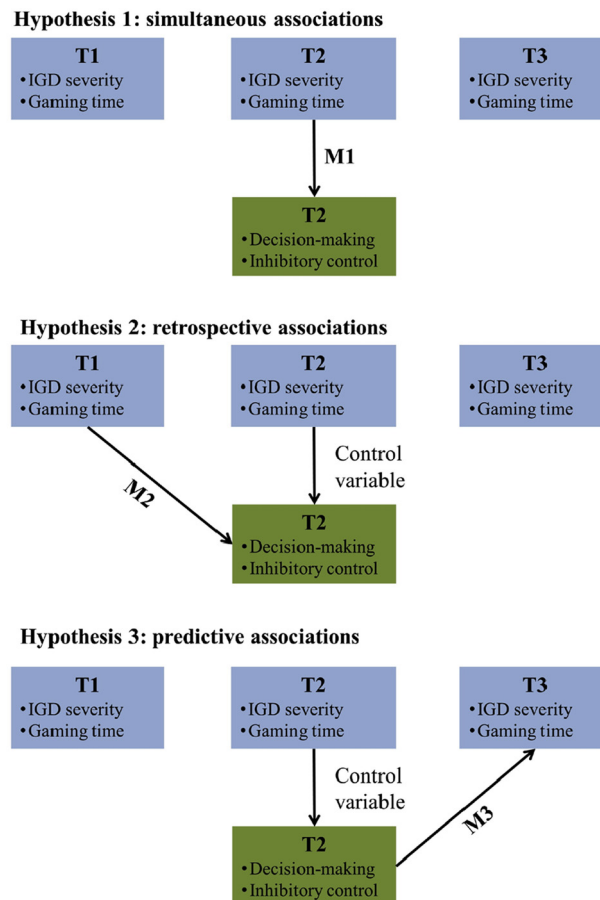 Hypothesis 1: simultaneous associations
T1
• IGD severity
• Gaming time
T2
• IGD severity
• Gaming time
T3
• IGD severity
• Gaming time
M1
T2
• Decision-making
• Inhibitory control
Hypothesis 2: retrospective associations
T1
• IGD severity
• Gaming time
T2
• IGD severity
• Gaming time
T3
• IGD severity
• Gaming time
M2
Control
variable
T2
• Decision-making
• Inhibitory control
Hypothesis 3: predictive associations
T1
• IGD severity
• Gaming time
T2
• IGD severity
• Gaming time
T3
• IGD severity
• Gaming time
Control
variable
M3
T2
• Decision-making
• Inhibitory control